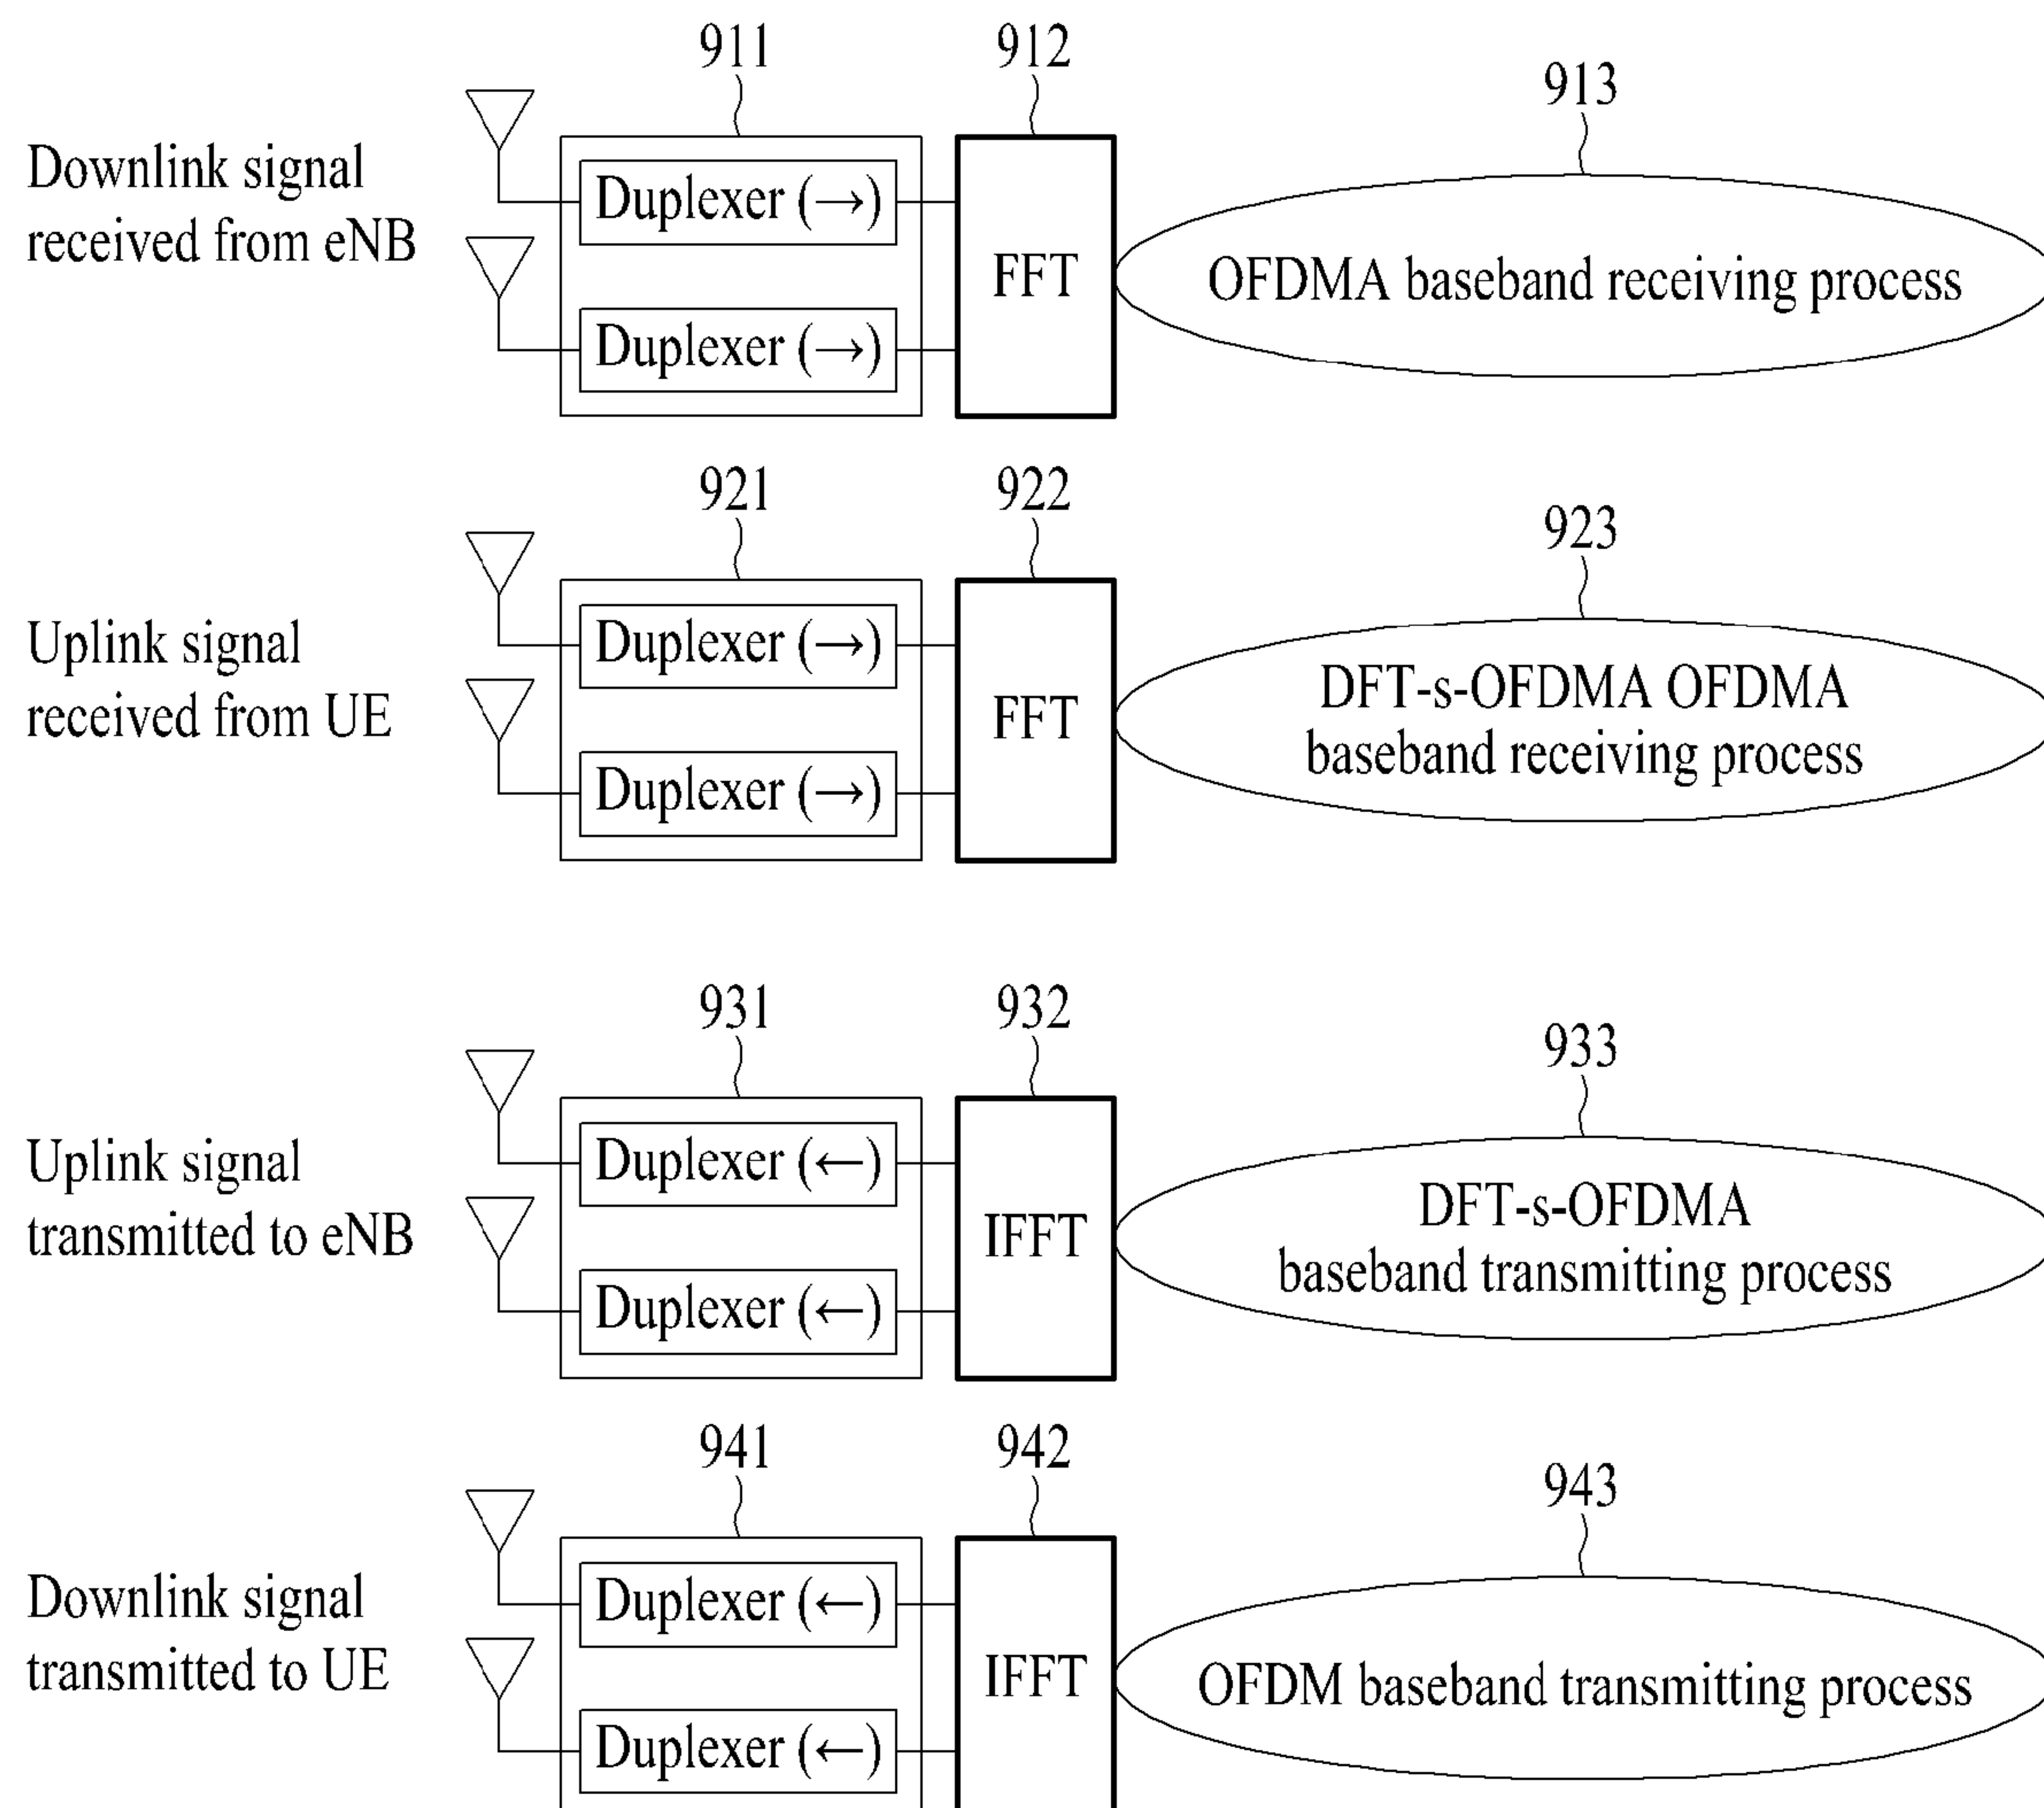 911
912
913
Downlink signal
received from eNB
Duplexer (→)
Duplexer (→)
FFT
OFDMA baseband receiving process
921
922
923
Uplink signal
received from UE
Duplexer (→)
Duplexer (→)
FFT
DFT-s-OFDMA OFDMA
baseband receiving process
931
932
933
Uplink signal
transmitted to eNB
Duplexer (←)
Duplexer (←)
IFFT
DFT-s-OFDMA
baseband transmitting process
941
942
943
Downlink signal
transmitted to UE
Duplexer (←)
Duplexer (←)
IFFT
OFDM baseband transmitting process